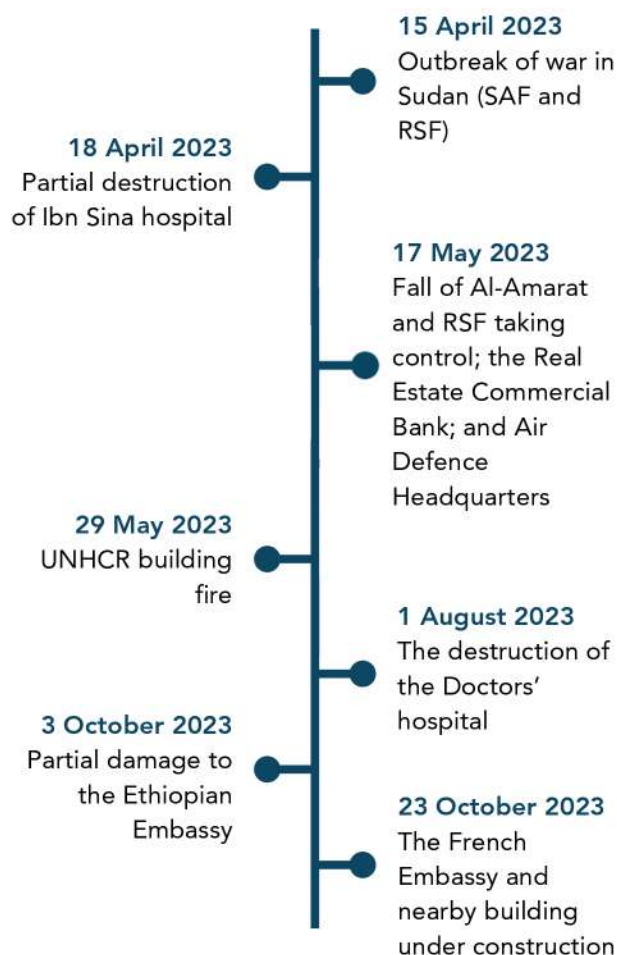 15 April 2023
Outbreak of war in
Sudan (SAF and
RSF)
18 April 2023
Partial destruction
of Ibn Sina hospital
17 May 2023
Fall of Al-Amarat
and RSF taking
control; the Real
Estate Commercial
Bank; and Air
Defence
Headquarters
29 May 2023
UNHCR building
fire
1 August 2023
The destruction of
the Doctors’
hospital
3 October 2023
Partial damage to
the Ethiopian
Embassy
23 October 2023
The French
Embassy and
nearby building
under construction